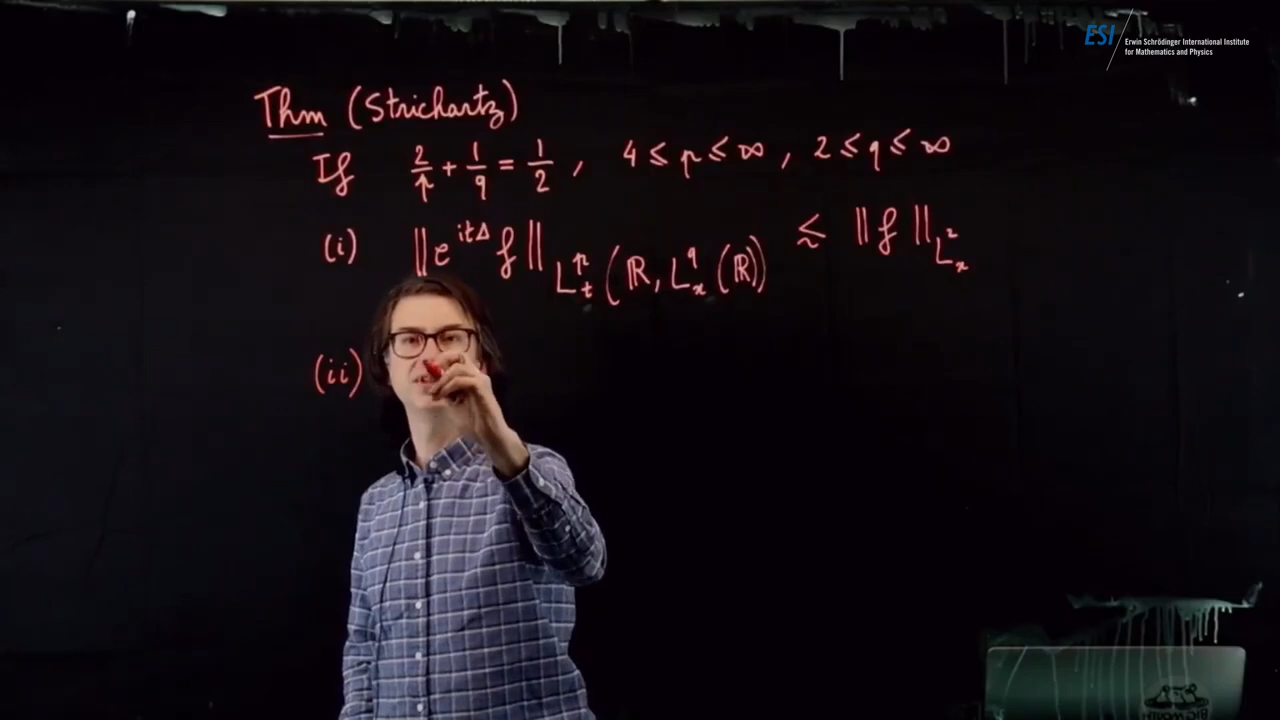 ESI Erwin Schrödinger International Institute
for Mathematics and Physics
Thm (Strichartz)
If 2/p + 1/q = 1/2 , 4 ≤ p ≤ ∞ , 2 ≤ q ≤ ∞
(i) ‖e^{itΔ} f‖_{L^p_t(ℝ, L^q_x(ℝ))} ≲ ‖f‖_{L^2_x}
(ii)